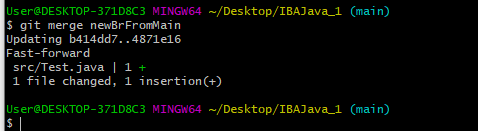 User@DESKTOP-371D8C3 MINGW64 ~/Desktop/IBAJava_1 (main)
$ git merge newBrFromMain
Updating b414dd7..4871e16
Fast-forward
 src/Test.java | 1 +
 1 file changed, 1 insertion(+)

User@DESKTOP-371D8C3 MINGW64 ~/Desktop/IBAJava_1 (main)
$